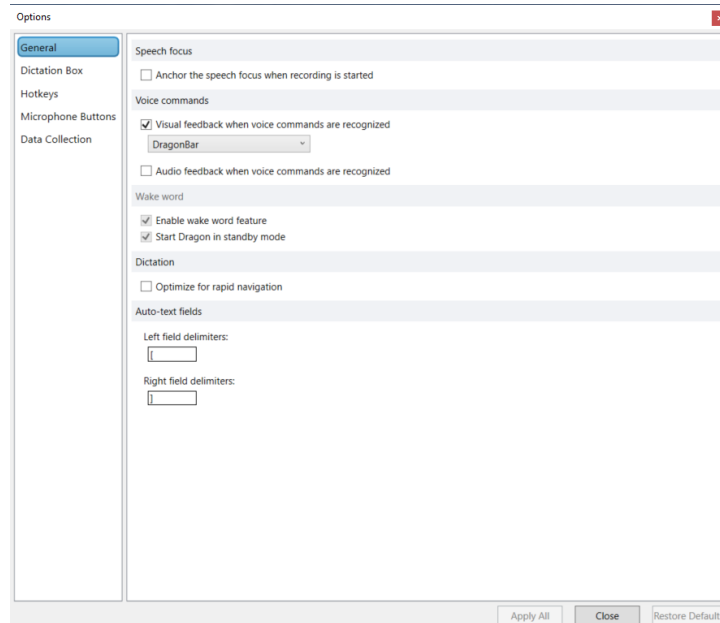 Options
General
Dictation Box
Hotkeys
Microphone Buttons
Data Collection
Speech focus
Anchor the speech focus when recording is started
Voice commands
Visual feedback when voice commands are recognized
DragonBar
Audio feedback when voice commands are recognized
Wake word
Enable wake word feature
Start Dragon in standby mode
Dictation
Optimize for rapid navigation
Auto-text fields
Left field delimiters:
[
Right field delimiters:
]
Apply All Close Restore Default